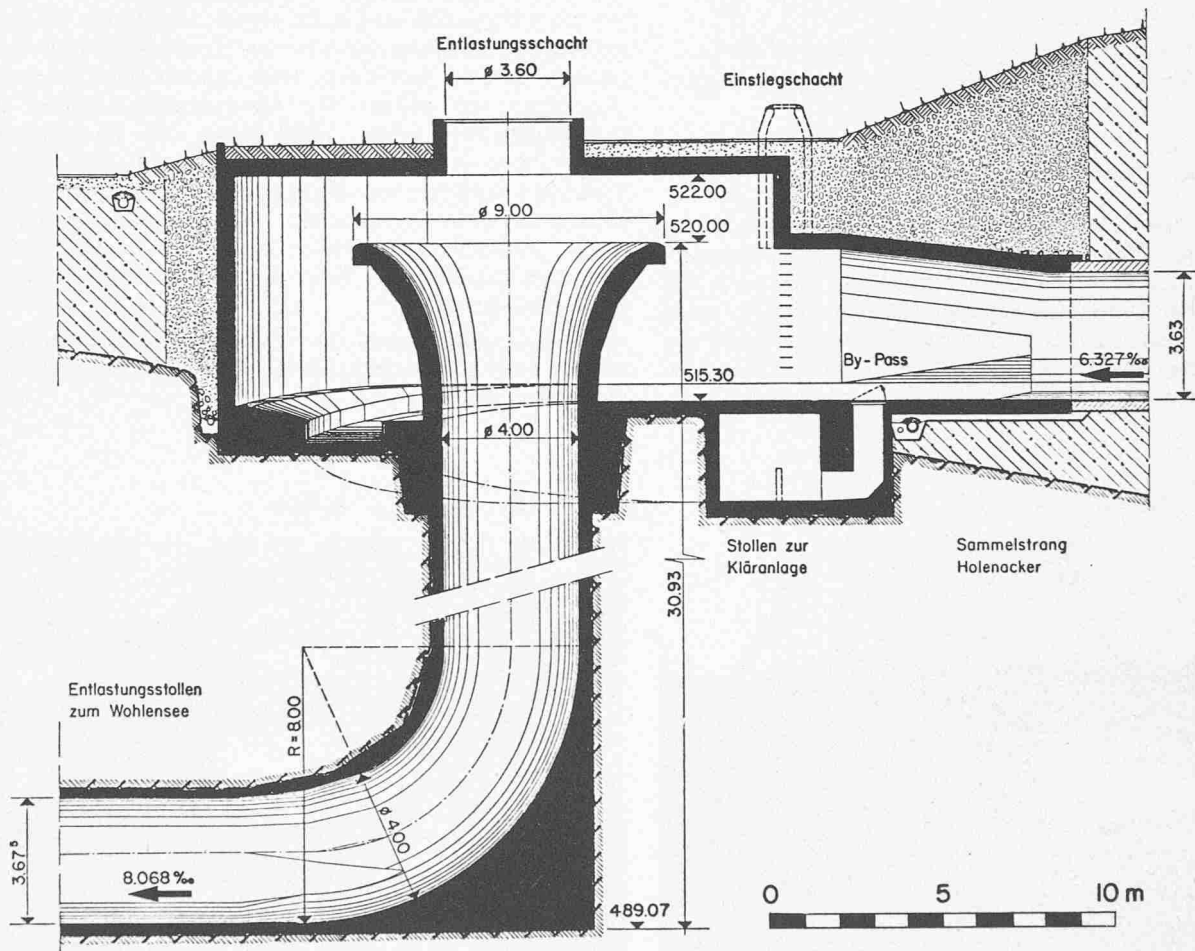 Entlastungsschacht
ø 3.60
Einstiegschacht
522.00
ø 9.00
520.00
3.63
By-Pass
6.327‰
515.30
ø 4.00
Stollen zur
Kläranlage
Sammelstrang
Holenacker
30.93
Entlastungsstollen
zum Wohlensee
R = 8.00
ø 4.00
3.67⁵
8.068‰
489.07
0 5 10 m